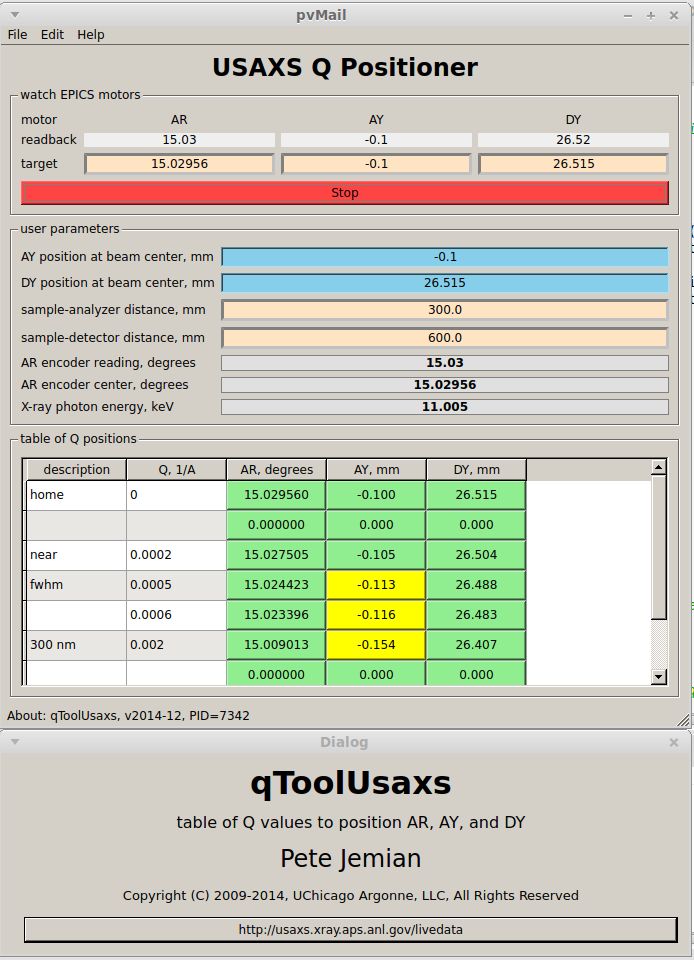 pvMail
File Edit Help
USAXS Q Positioner
watch EPICS motors
motor AR AY DY
readback 15.03 -0.1 26.52
target 15.02956 -0.1 26.515
Stop
user parameters
AY position at beam center, mm -0.1
DY position at beam center, mm 26.515
sample-analyzer distance, mm 300.0
sample-detector distance, mm 600.0
AR encoder reading, degrees 15.03
AR encoder center, degrees 15.02956
X-ray photon energy, keV 11.005
table of Q positions
description Q, 1/A AR, degrees AY, mm DY, mm
home 0 15.029560 -0.100 26.515
0.000000 0.000 0.000
near 0.0002 15.027505 -0.105 26.504
fwhm 0.0005 15.024423 -0.113 26.488
0.0006 15.023396 -0.116 26.483
300 nm 0.002 15.009013 -0.154 26.407
0.000000 0.000 0.000
About: qToolUsaxs, v2014-12, PID=7342
Dialog
qToolUsaxs
table of Q values to position AR, AY, and DY
Pete Jemian
Copyright (C) 2009-2014, UChicago Argonne, LLC, All Rights Reserved
http://usaxs.xray.aps.anl.gov/livedata